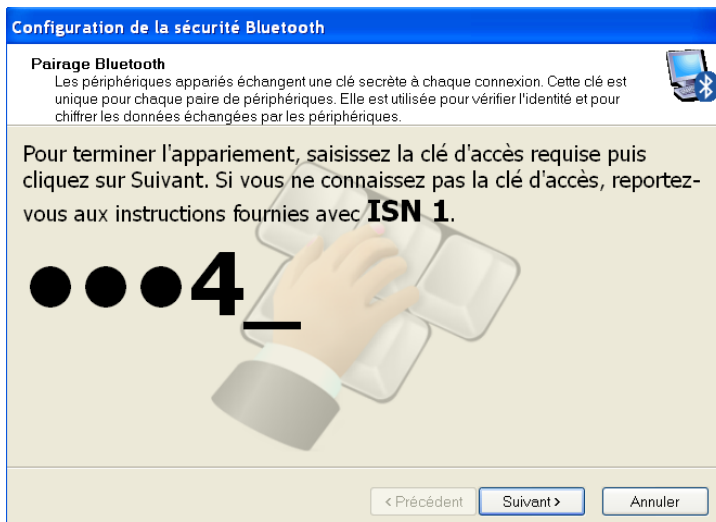 Configuration de la sécurité Bluetooth
Pairage Bluetooth
Les périphériques appariés échangent une clé secrète à chaque connexion. Cette clé est
unique pour chaque paire de périphériques. Elle est utilisée pour vérifier l'identité et pour
chiffrer les données échangées par les périphériques.
Pour terminer l'appariement, saisissez la clé d'accès requise puis
cliquez sur Suivant. Si vous ne connaissez pas la clé d'accès, reportez-
vous aux instructions fournies avec ISN 1.
●●●4_
< Précédent Suivant > Annuler